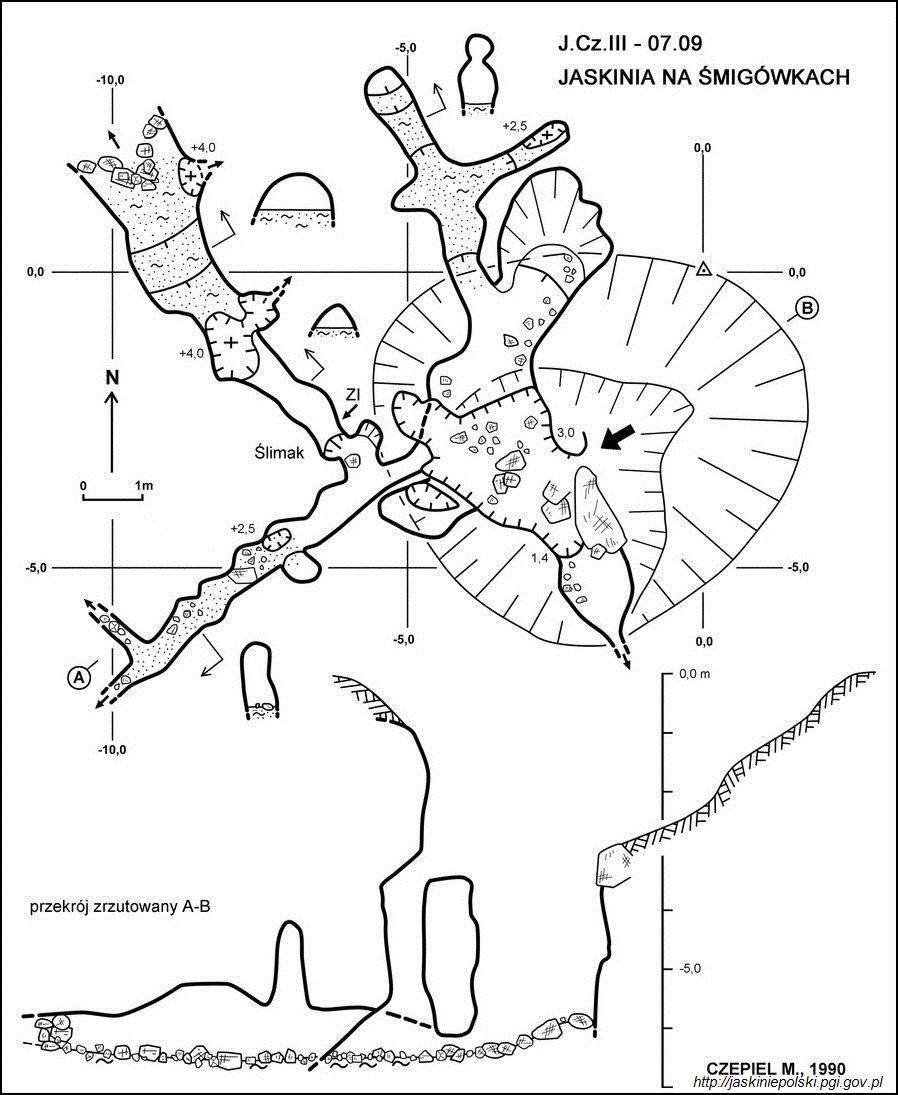 J.Cz.III - 07.09
JASKINIA NA ŚMIGÓWKACH
-5,0
-10,0
+2,5
+4,0
0,0
0,0
0,0
B
+4,0
N
ZI
3,0
Ślimak
0 1m
+2,5
1,4
-5,0
-5,0
-5,0
0,0
A
0,0 m
-10,0
przekrój zrzutowany A-B
-5,0
CZEPIEL M., 1990
http://jaskiniepolski.pgi.gov.pl